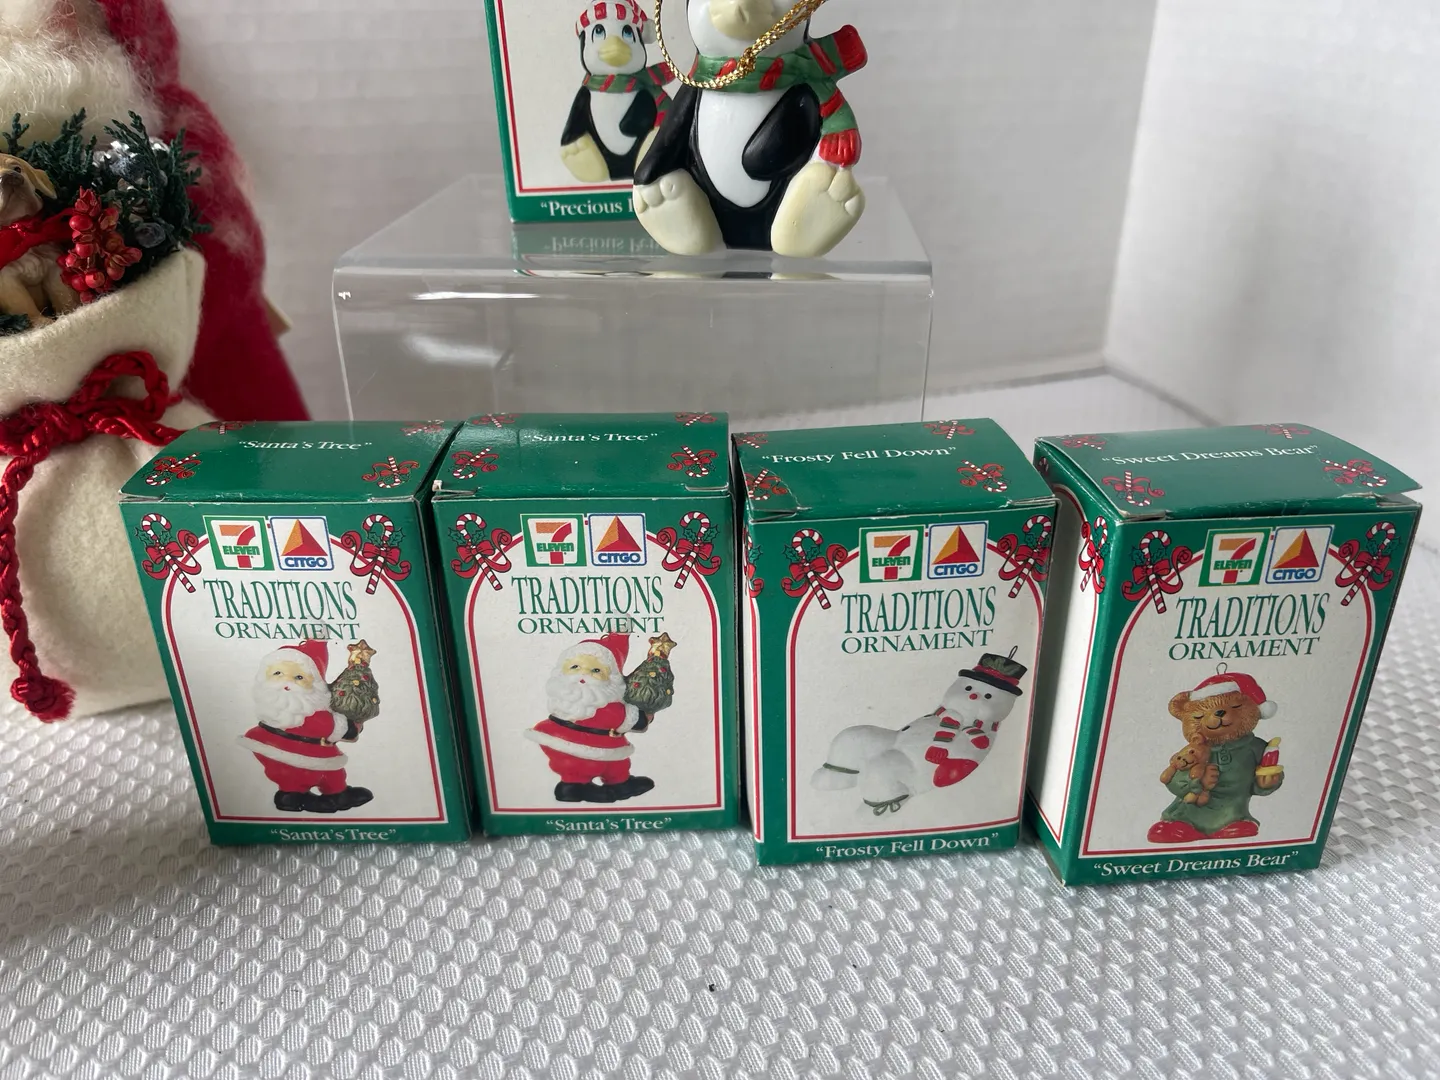 "Precious
"Santa's Tree"
7
ELEVEN
CITGO
TRADITIONS
ORNAMENT
"Santa's Tree"
"Santa's Tree"
7
ELEVEN
CITGO
TRADITIONS
ORNAMENT
"Santa's Tree"
"Frosty Fell Down"
7
ELEVEN
CITGO
TRADITIONS
ORNAMENT
"Frosty Fell Down"
"Sweet Dreams Bear"
7
ELEVEN
CITGO
TRADITIONS
ORNAMENT
"Sweet Dreams Bear"